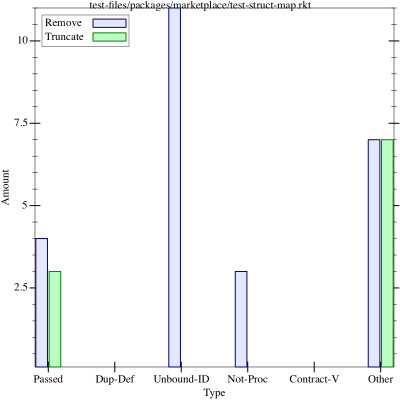 test-files/packages/marketplace/test-struct-map.rkt
Remove
Truncate
10
7.5
5
2.5
Amount
Passed Dup-Def Unbound-ID Not-Proc Contract-V Other
Type